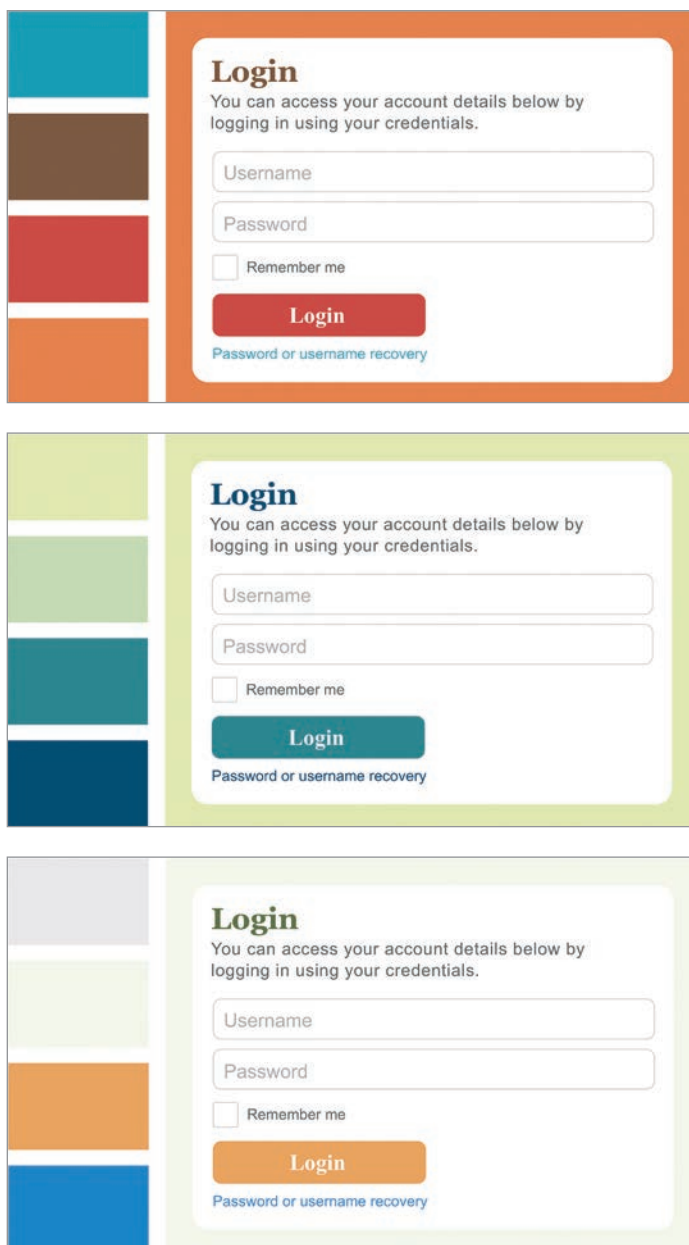 Login
You can access your account details below by
logging in using your credentials.
Username
Password
Remember me
Login
Password or username recovery
Login
You can access your account details below by
logging in using your credentials.
Username
Password
Remember me
Login
Password or username recovery
Login
You can access your account details below by
logging in using your credentials.
Username
Password
Remember me
Login
Password or username recovery